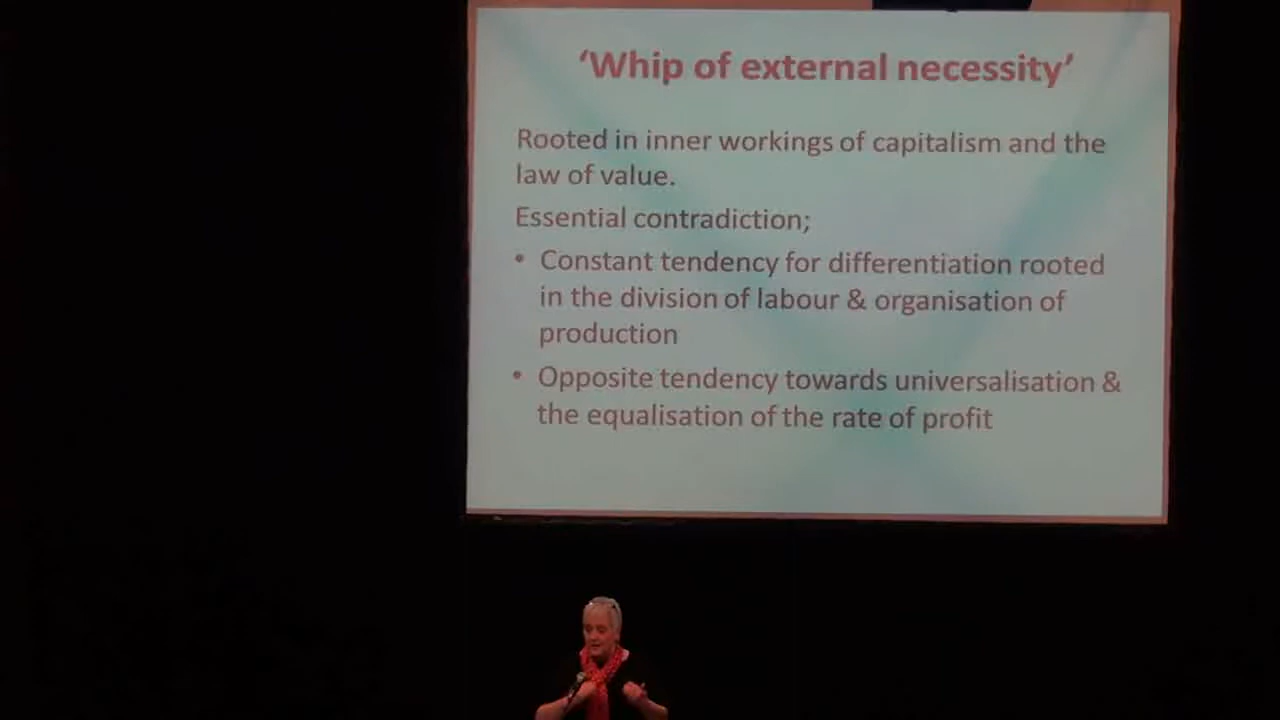 ‘Whip of external necessity’
Rooted in inner workings of capitalism and the
law of value.
Essential contradiction;
• Constant tendency for differentiation rooted
in the division of labour & organisation of
production
• Opposite tendency towards universalisation &
the equalisation of the rate of profit